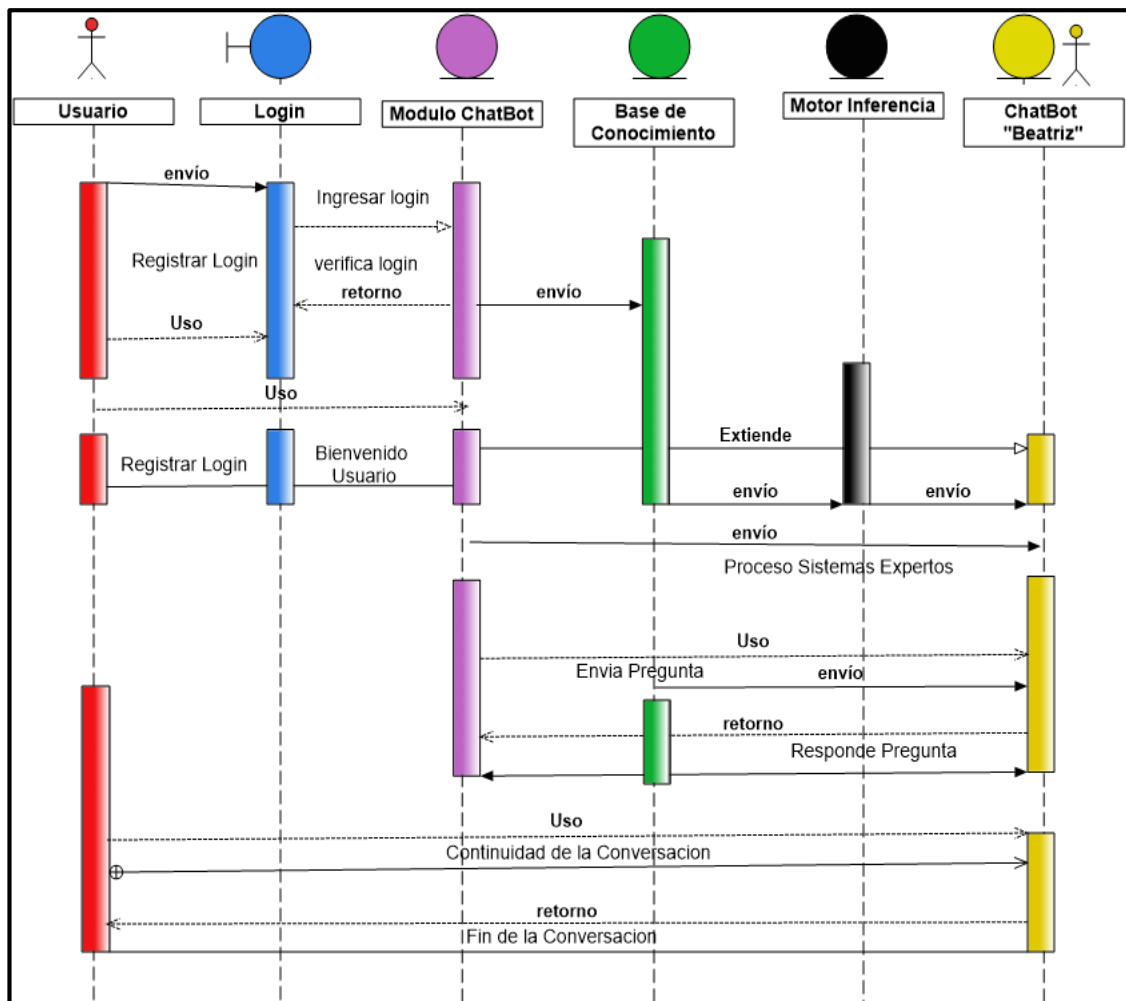 Usuario
Login
Modulo ChatBot
Base de
Conocimiento
Motor Inferencia
ChatBot
"Beatriz"
envío
Ingresar login
Registrar Login
verifica login
retorno
envío
Uso
Uso
Extiende
Registrar Login
Bienvenido
Usuario
envío
envío
envío
Proceso Sistemas Expertos
Uso
Envia Pregunta
envío
retorno
Responde Pregunta
Uso
Continuidad de la Conversacion
retorno
Fin de la Conversacion